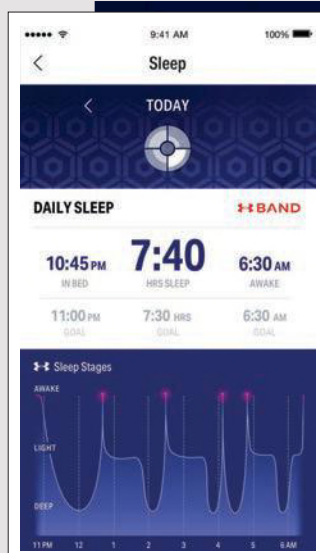 9:41 AM 100%
Sleep
TODAY
DAILY SLEEP BAND
10:45 PM 7:40 6:30 AM
IN BED HRS SLEEP AWAKE
11:00 PM 7:30 HRS 6:30 AM
GOAL GOAL GOAL
Sleep Stages
AWAKE
LIGHT
DEEP
11 PM 12 1 2 3 4 5 6 AM